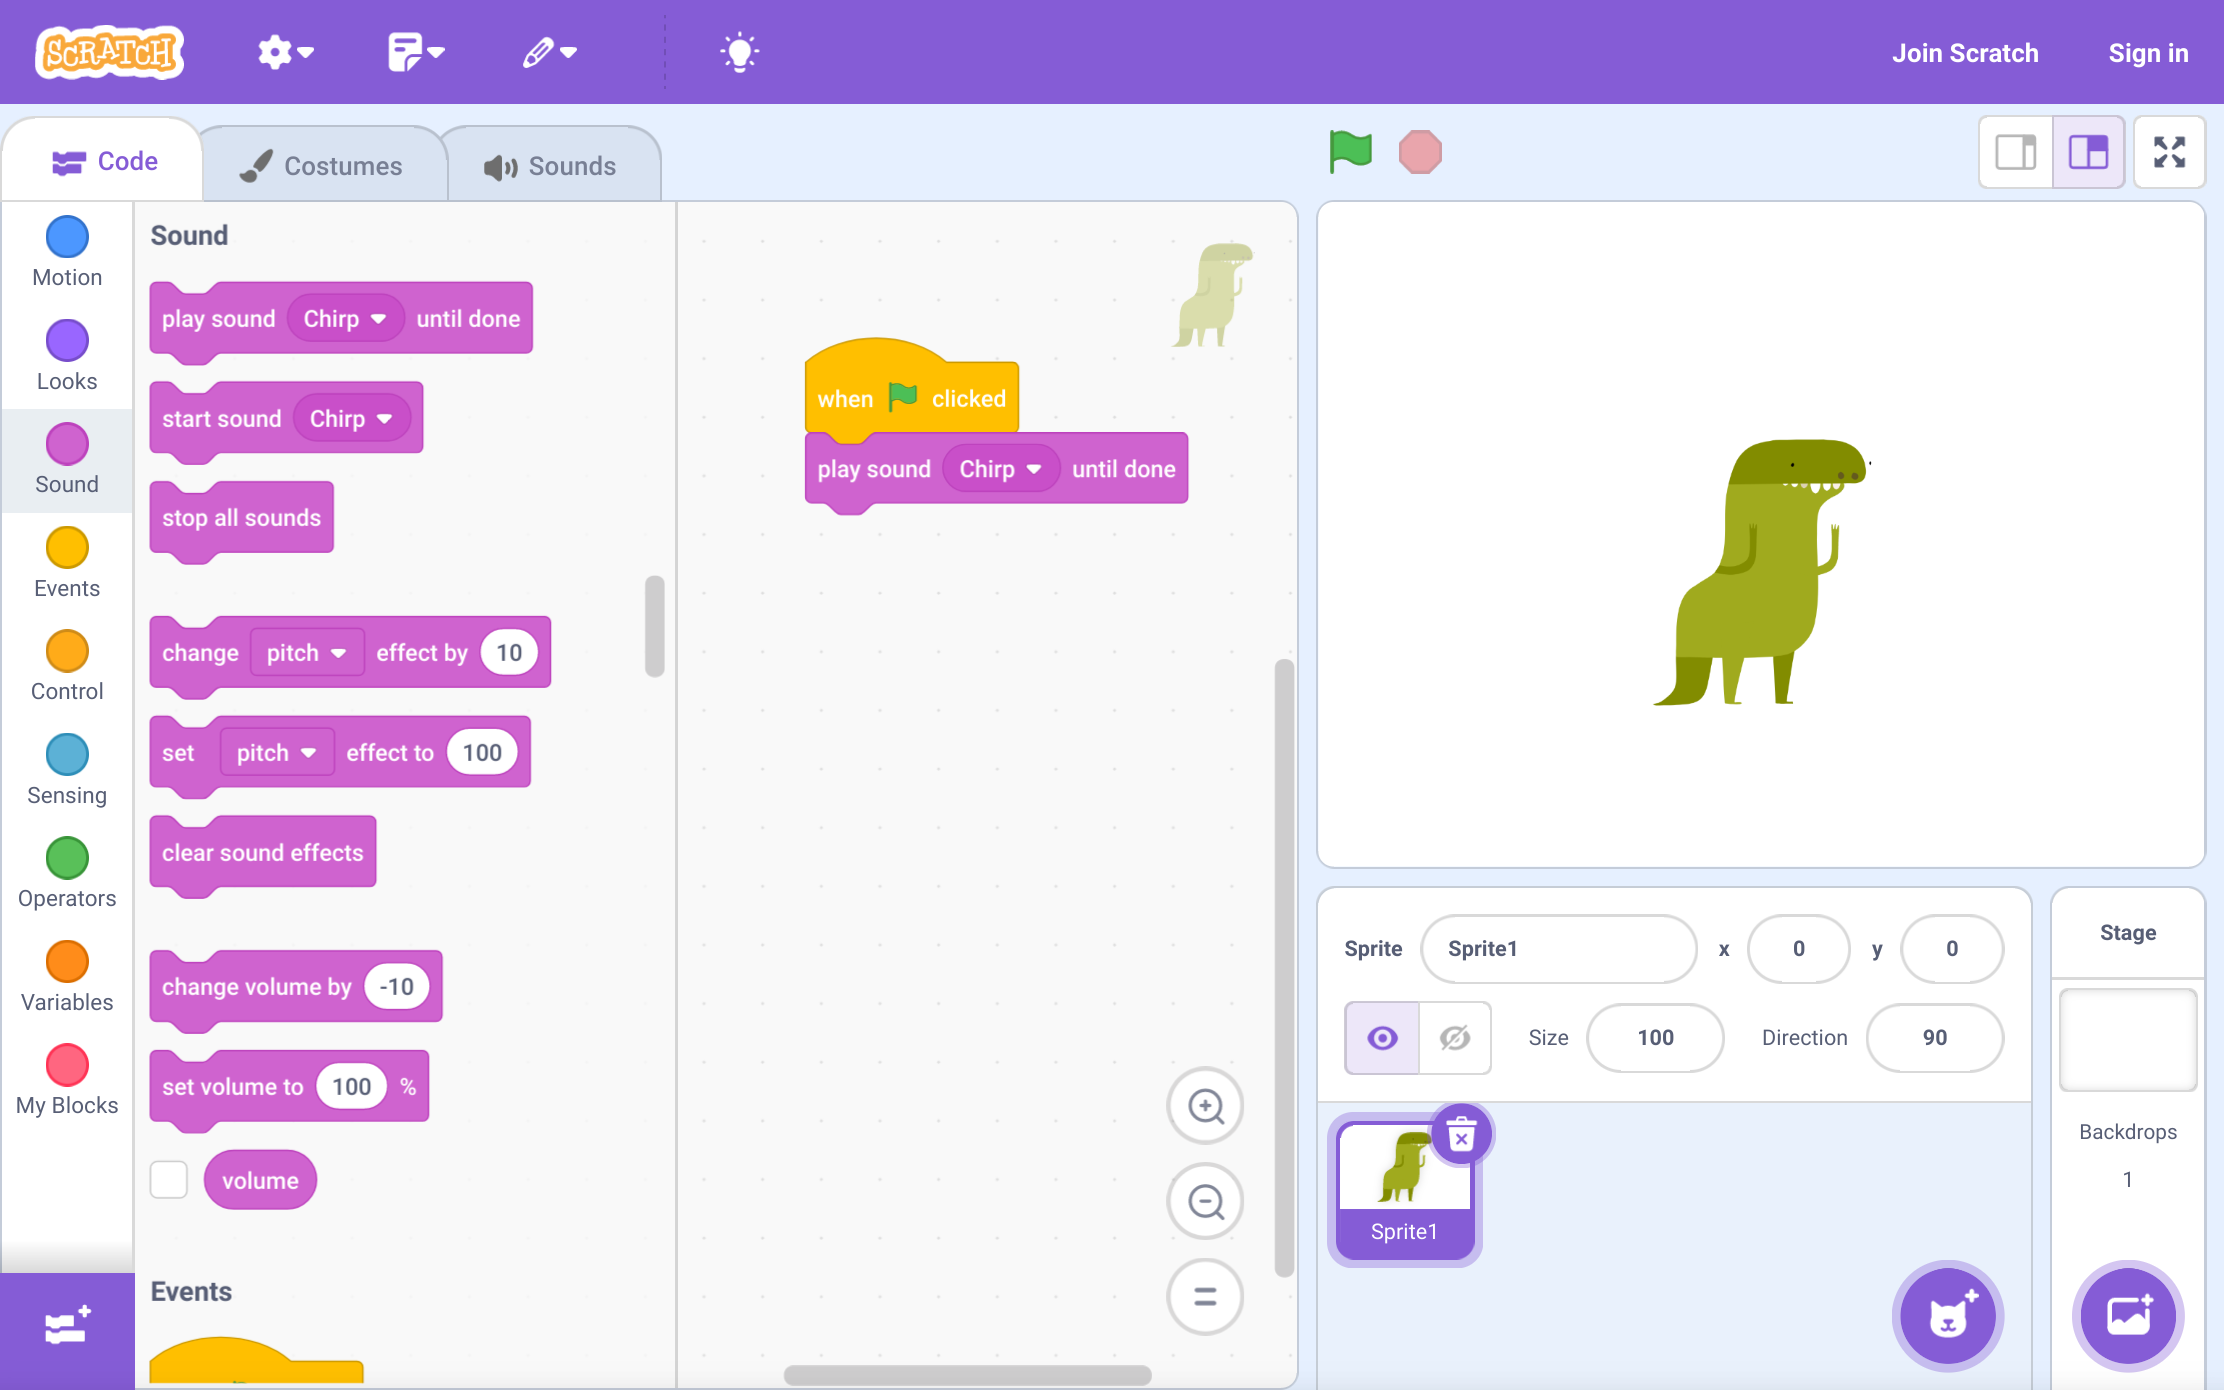 SCRATCH
Join Scratch
Sign in
Code
Costumes
Sounds
Motion
Looks
Sound
Events
Control
Sensing
Operators
Variables
My Blocks
Sound
play sound Chirp until done
start sound Chirp
stop all sounds
change pitch effect by 10
set pitch effect to 100
clear sound effects
change volume by -10
set volume to 100 %
volume
Events
when clicked
play sound Chirp until done
Sprite Sprite1 x 0 y 0
Size 100 Direction 90
Sprite1
Stage
Backdrops
1